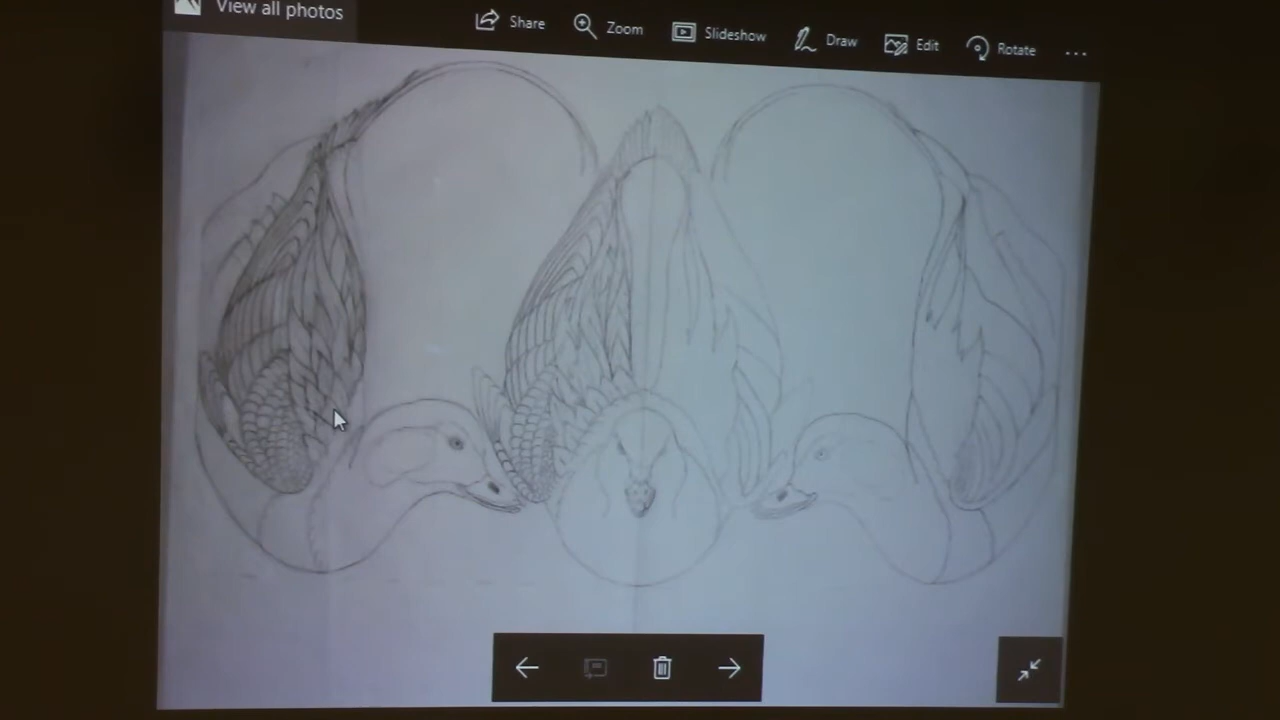 View all photos
Share
Zoom
Slideshow
Draw
Edit
Rotate